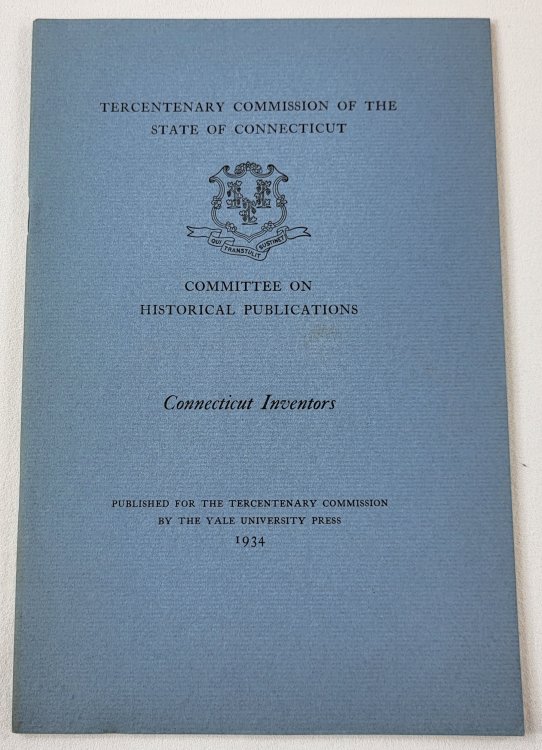 TERCENTENARY COMMISSION OF THE
STATE OF CONNECTICUT
QUI TRANSTULIT SUSTINET
COMMITTEE ON
HISTORICAL PUBLICATIONS
Connecticut Inventors
PUBLISHED FOR THE TERCENTENARY COMMISSION
BY THE YALE UNIVERSITY PRESS
1934